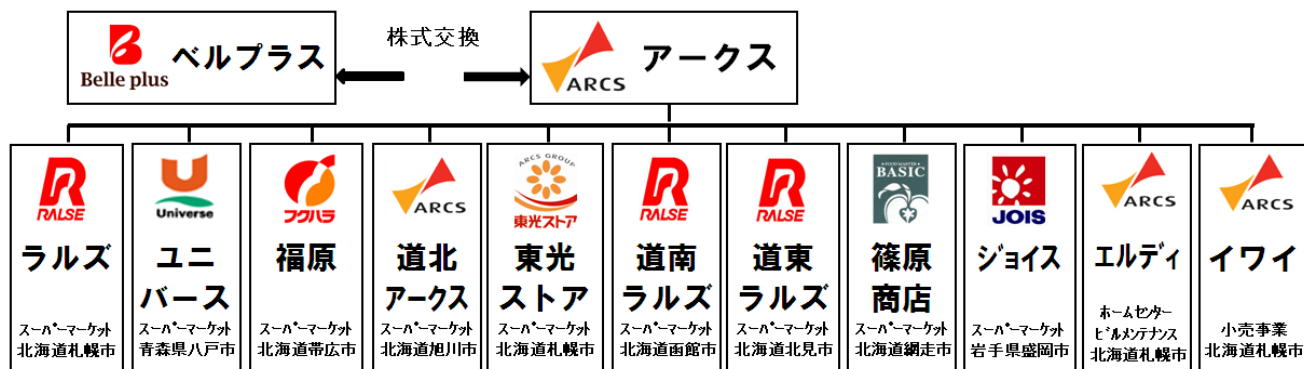 ベルプラス
Belle plus
株式交換
アークス
ARCS
RALSE
ラルズ
スーパーマーケット
北海道札幌市
Universe
ユニ
バース
スーパーマーケット
青森県八戸市
フクハラ
福原
スーパーマーケット
北海道帯広市
ARCS
道北
アークス
スーパーマーケット
北海道旭川市
ARCS GROUP
東光ストア
東光
ストア
スーパーマーケット
北海道札幌市
RALSE
道南
ラルズ
スーパーマーケット
北海道函館市
RALSE
道東
ラルズ
スーパーマーケット
北海道北見市
FOOD MASTER
BASIC
篠原
商店
スーパーマーケット
北海道網走市
JOIS
ジョイス
スーパーマーケット
岩手県盛岡市
ARCS
エルディ
ホームセンター
ビルメンテナンス
北海道札幌市
ARCS
イワイ
小売事業
北海道札幌市